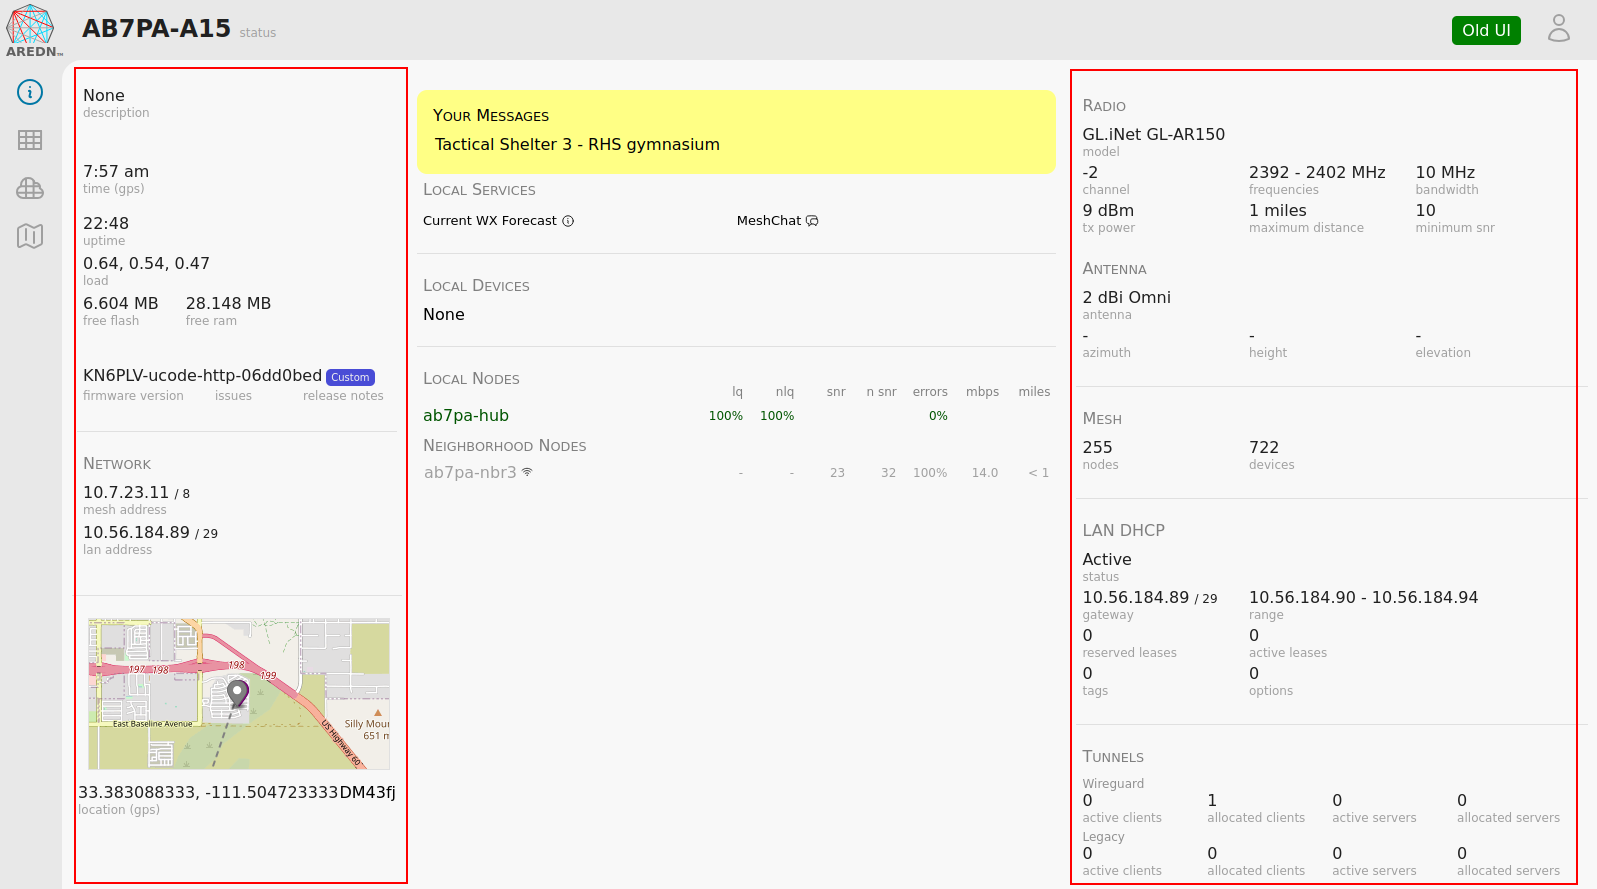 AREDN™
AB7PA-A15 status
Old UI
None
description
7:57 am
time (gps)
22:48
uptime
0.64, 0.54, 0.47
load
6.604 MB 28.148 MB
free flash free ram
KN6PLV-ucode-http-06dd0bed Custom
firmware version issues release notes
Network
10.7.23.11 / 8
mesh address
10.56.184.89 / 29
lan address
197 198 198 199
East Baseline Avenue
US Highway 60
Silly Mou
651 m
33.383088333, -111.504723333 DM43fj
location (gps)
Your Messages
Tactical Shelter 3 - RHS gymnasium
Local Services
Current WX Forecast MeshChat
Local Devices
None
Local Nodes
lq nlq snr n snr errors mbps miles
ab7pa-hub 100% 100% 0%
Neighborhood Nodes
ab7pa-nbr3 - - 23 32 100% 14.0 < 1
Radio
GL.iNet GL-AR150
model
-2 2392 - 2402 MHz 10 MHz
channel frequencies bandwidth
9 dBm 1 miles 10
tx power maximum distance minimum snr
Antenna
2 dBi Omni
antenna
- - -
azimuth height elevation
Mesh
255 722
nodes devices
LAN DHCP
Active
status
10.56.184.89 / 29 10.56.184.90 - 10.56.184.94
gateway range
0 0
reserved leases active leases
0 0
tags options
Tunnels
Wireguard
0 1 0 0
active clients allocated clients active servers allocated servers
Legacy
0 0 0 0
active clients allocated clients active servers allocated servers